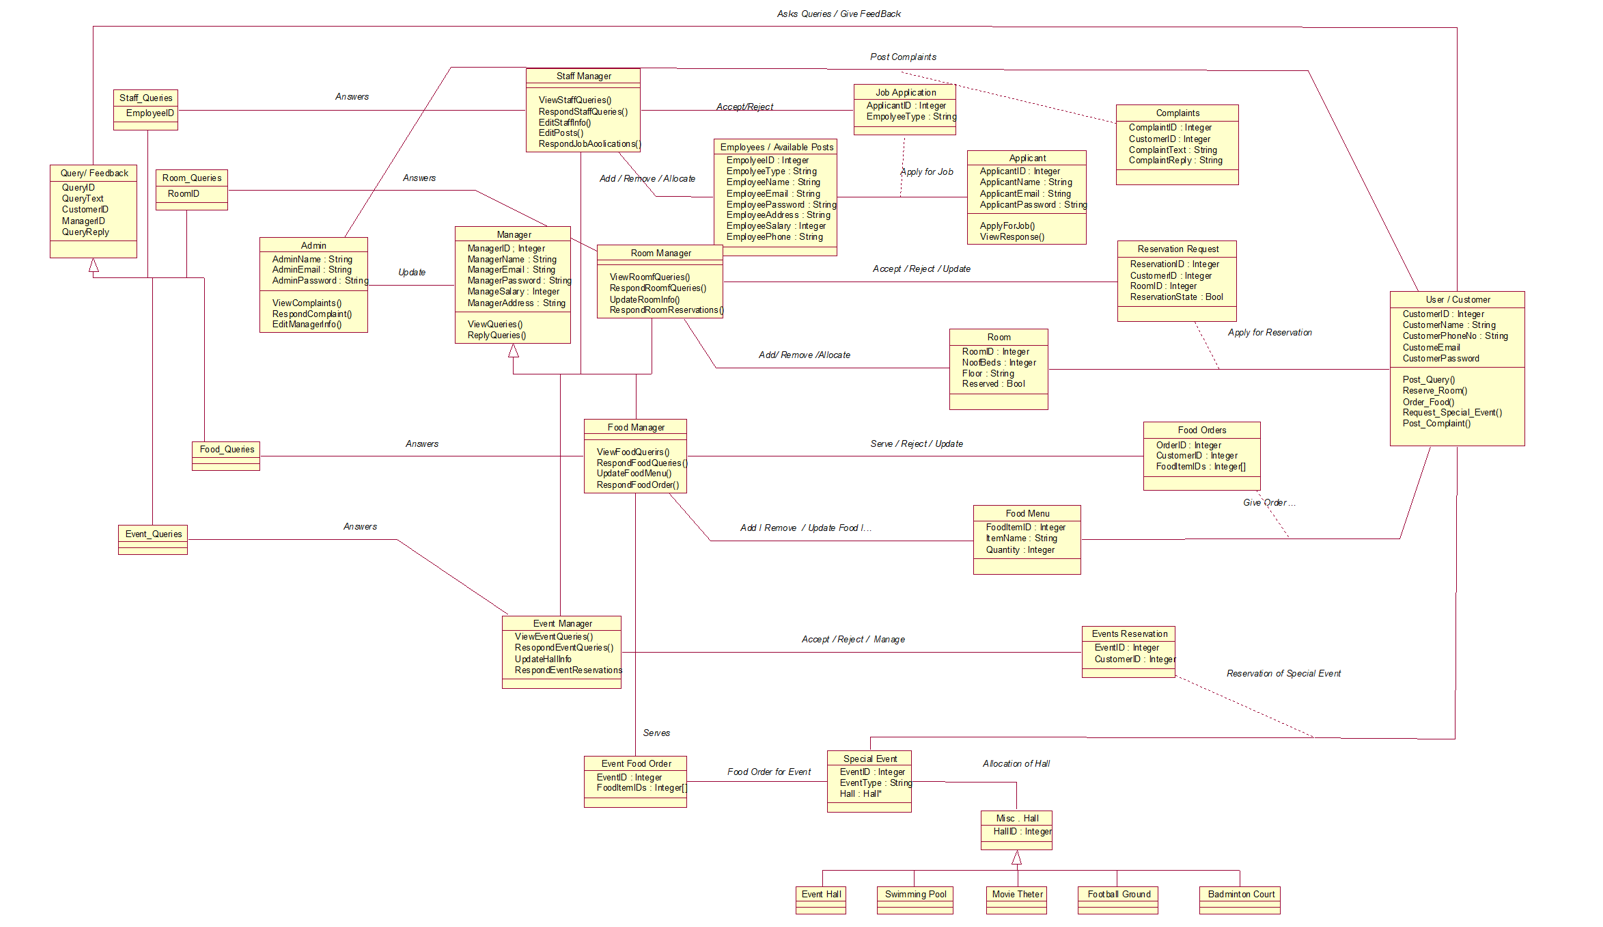 Asks Queries / Give FeedBack
Post Complaints
Staff Manager
ViewStaffQueries()
RespondStaffQueries()
EditStaffInfo()
EditPosts()
RespondJobAoolications()
Staff_Queries
EmployeeID
Answers
Accept/Reject
Job Application
ApplicantID : Integer
EmpolyeeType : String
Complaints
ComplaintID : Integer
CustomerID : Integer
ComplaintText : String
ComplaintReply : String
Query/ Feedback
QueryID
QueryText
CustomerID
ManagerID
QueryReply
Room_Queries
RoomID
Answers
Add / Remove / Allocate
Employees / Available Posts
EmpolyeeID : Integer
EmployeeType : String
EmployeeName : String
EmployeeEmail : String
EmployeePassword : String
EmployeeAddress : String
EmployeeSalary : Integer
EmployeePhone : String
Apply for Job
Applicant
ApplicantID : Integer
ApplicantName : String
ApplicantEmail : String
ApplicantPassword : String
ApplyForJob()
ViewResponse()
Admin
AdminName : String
AdminEmail : String
AdminPassword : String
ViewComplaints()
RespondComplaint()
EditManagerInfo()
Update
Manager
ManagerID ; Integer
ManagerName : String
ManagerEmail : String
ManagerPassword : String
ManageSalary : Integer
ManagerAddress : String
ViewQueries()
ReplyQueries()
Room Manager
ViewRoomfQueries()
RespondRoomfQueries()
UpdateRoomInfo()
RespondRoomReservations()
Accept / Reject / Update
Reservation Request
ReservationID : Integer
CustomerID : Integer
RoomID : Integer
ReservationState : Bool
Apply for Reservation
User / Customer
CustomerID : Integer
CustomerName : String
CustomerPhoneNo : String
CustomeEmail
CustomerPassword
Post_Query()
Reserve_Room()
Order_Food()
Request_Special_Event()
Post_Complaint()
Add/ Remove /Allocate
Room
RoomID : Integer
NoofBeds : Integer
Floor : String
Reserved : Bool
Food_Queries
Answers
Food Manager
ViewFoodQuerirs()
RespondFoodQueries()
UpdateFoodMenu()
RespondFoodOrder()
Serve / Reject / Update
Food Orders
OrderID : Integer
CustomerID : Integer
FoodItemIDs : Integer[]
Give Order ...
Event_Queries
Answers
Add l Remove / Update Food I...
Food Menu
FoodItemID : Integer
ItemName : String
Quantity : Integer
Event Manager
ViewEventQueries()
ResopondEventQueries()
UpdateHallInfo
RespondEventReservations
Accept / Reject / Manage
Events Reservation
EventID : Integer
CustomerID : Integer
Reservation of Special Event
Serves
Event Food Order
EventID : Integer
FoodItemIDs : Integer[]
Food Order for Event
Special Event
EventID : Integer
EventType : String
Hall : Hall*
Allocation of Hall
Misc . Hall
HallID : Integer
Event Hall
Swimming Pool
Movie Theter
Football Ground
Badminton Court